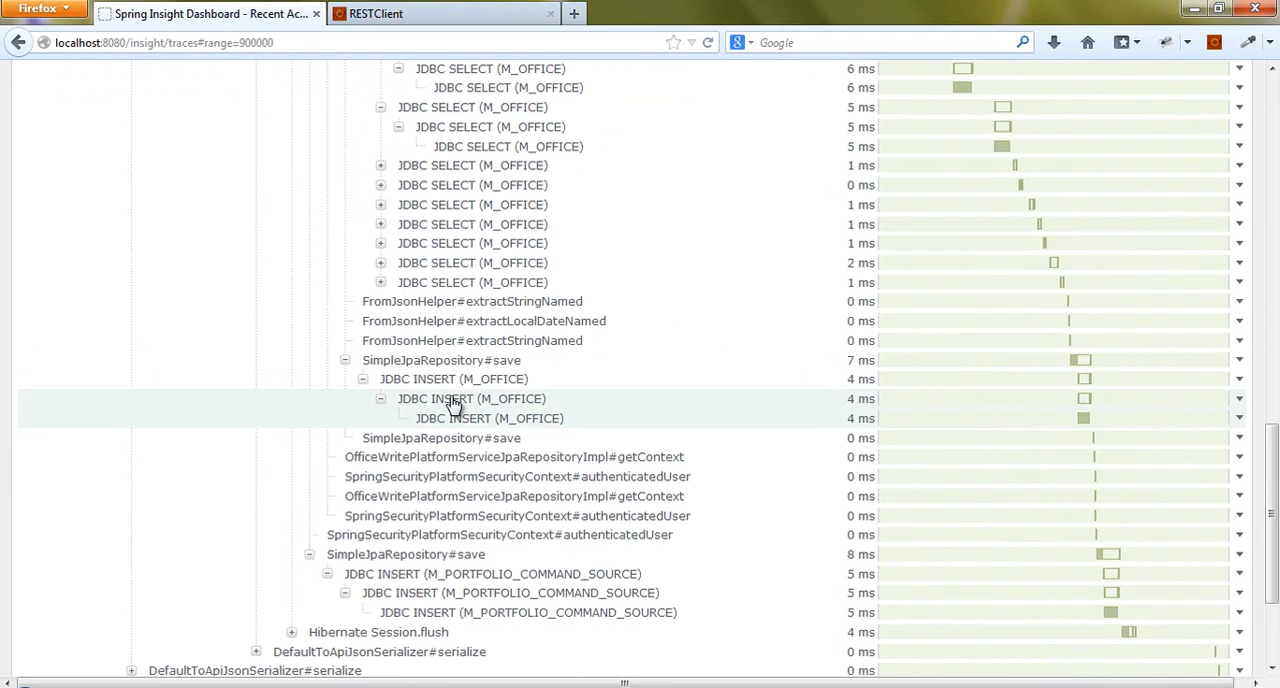 Firefox
Spring Insight Dashboard - Recent Ac...
RESTClient
localhost:8080/insight/traces#range=900000
Google
JDBC SELECT (M_OFFICE) 6 ms
JDBC SELECT (M_OFFICE) 6 ms
JDBC SELECT (M_OFFICE) 5 ms
JDBC SELECT (M_OFFICE) 5 ms
JDBC SELECT (M_OFFICE) 5 ms
JDBC SELECT (M_OFFICE) 1 ms
JDBC SELECT (M_OFFICE) 0 ms
JDBC SELECT (M_OFFICE) 1 ms
JDBC SELECT (M_OFFICE) 1 ms
JDBC SELECT (M_OFFICE) 1 ms
JDBC SELECT (M_OFFICE) 2 ms
JDBC SELECT (M_OFFICE) 1 ms
FromJsonHelper#extractStringNamed 0 ms
FromJsonHelper#extractLocalDateNamed 0 ms
FromJsonHelper#extractStringNamed 0 ms
SimpleJpaRepository#save 7 ms
JDBC INSERT (M_OFFICE) 4 ms
JDBC INSERT (M_OFFICE) 4 ms
JDBC INSERT (M_OFFICE) 4 ms
SimpleJpaRepository#save 0 ms
OfficeWritePlatformServiceJpaRepositoryImpl#getContext 0 ms
SpringSecurityPlatformSecurityContext#authenticatedUser 0 ms
OfficeWritePlatformServiceJpaRepositoryImpl#getContext 0 ms
SpringSecurityPlatformSecurityContext#authenticatedUser 0 ms
SpringSecurityPlatformSecurityContext#authenticatedUser 0 ms
SimpleJpaRepository#save 8 ms
JDBC INSERT (M_PORTFOLIO_COMMAND_SOURCE) 5 ms
JDBC INSERT (M_PORTFOLIO_COMMAND_SOURCE) 5 ms
JDBC INSERT (M_PORTFOLIO_COMMAND_SOURCE) 5 ms
Hibernate Session.flush 4 ms
DefaultToApiJsonSerializer#serialize 0 ms
DefaultToApiJsonSerializer#serialize 0 ms